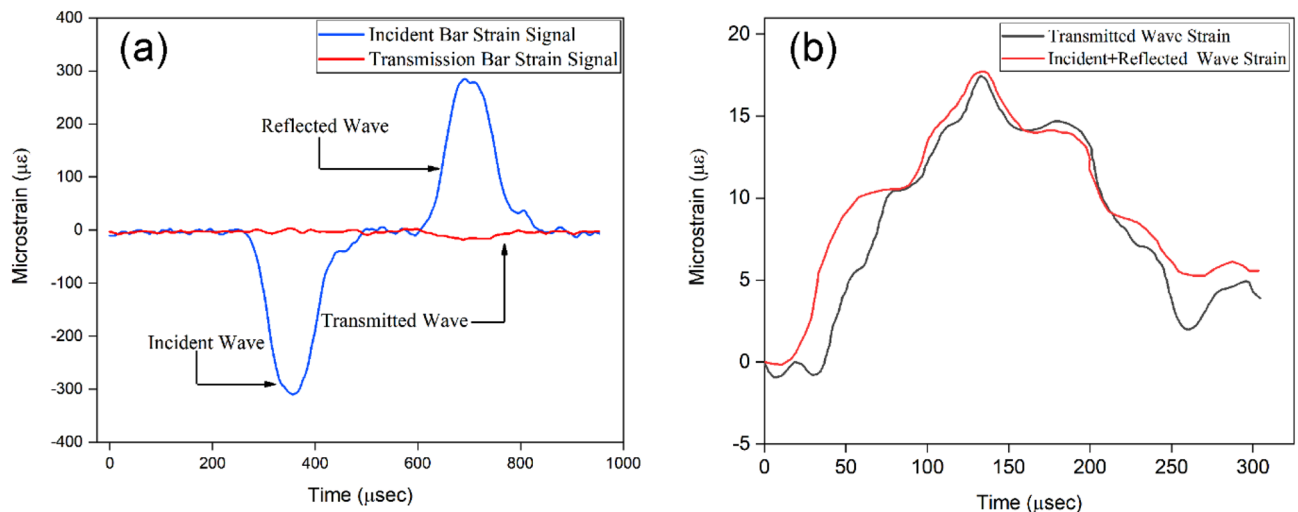 (a)
Incident Bar Strain Signal
Transmission Bar Strain Signal
Reflected Wave
Transmitted Wave
Incident Wave
Microstrain (με)
400
300
200
100
0
-100
-200
-300
-400
0 200 400 600 800 1000
Time (μsec)
(b)
Transmitted Wave Strain
Incident+Reflected Wave Strain
Microstrain (με)
20
15
10
5
0
-5
0 50 100 150 200 250 300
Time (μsec)